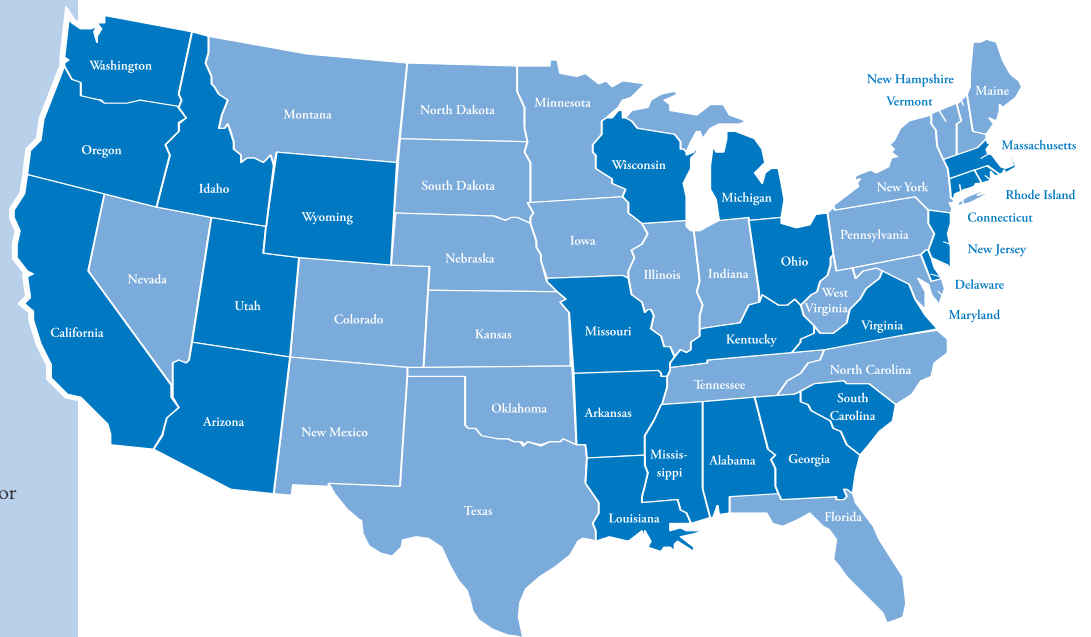 Washington
Oregon
California
Nevada
Idaho
Montana
Wyoming
Utah
Arizona
Colorado
New Mexico
North Dakota
South Dakota
Nebraska
Kansas
Oklahoma
Texas
Minnesota
Iowa
Missouri
Arkansas
Louisiana
Wisconsin
Illinois
Michigan
Indiana
Ohio
Kentucky
Tennessee
Missis-
sippi
Alabama
Georgia
Florida
South
Carolina
North Carolina
Virginia
West
Virginia
Pennsylvania
New York
Maine
New Hampshire
Vermont
Massachusetts
Rhode Island
Connecticut
New Jersey
Delaware
Maryland
or